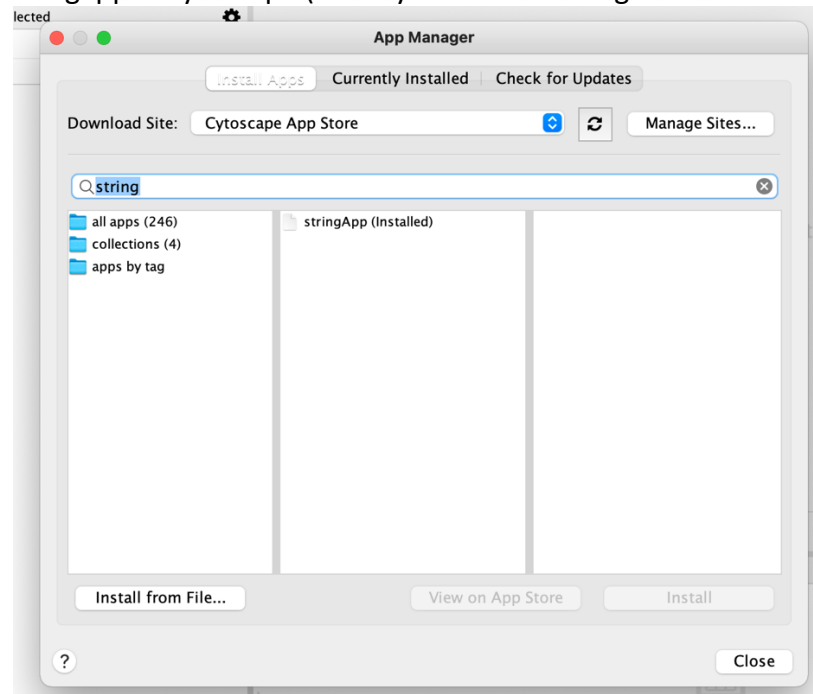 lected
App Manager
Install Apps Currently Installed Check for Updates
Download Site: Cytoscape App Store Manage Sites...
string
all apps (246) stringApp (Installed)
collections (4)
apps by tag
Install from File... View on App Store Install
? Close